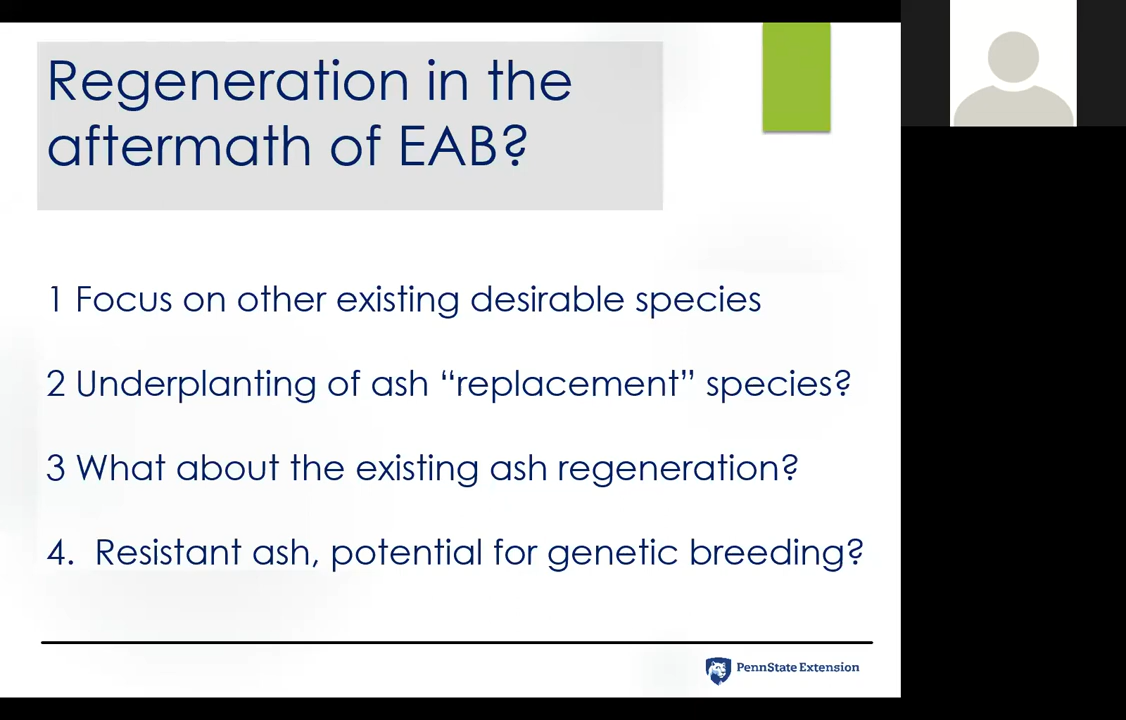 Regeneration in the
aftermath of EAB?
1 Focus on other existing desirable species
2 Underplanting of ash “replacement” species?
3 What about the existing ash regeneration?
4. Resistant ash, potential for genetic breeding?
PennState Extension